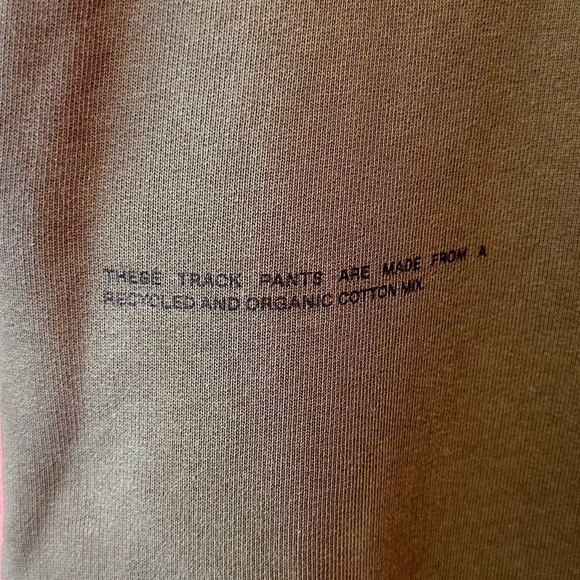 THESE TRACK PANTS ARE MADE FROM A
RECYCLED AND ORGANIC COTTON MIX